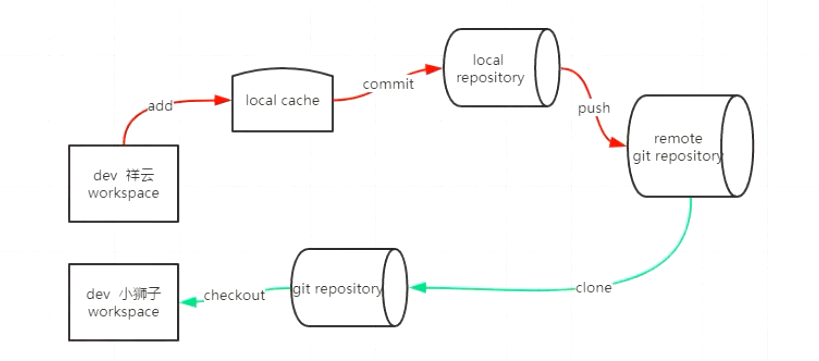 local
repository
commit
add
local cache
push
remote
git repository
dev 祥云
workspace
dev 小狮子
workspace
checkout
git repository
clone